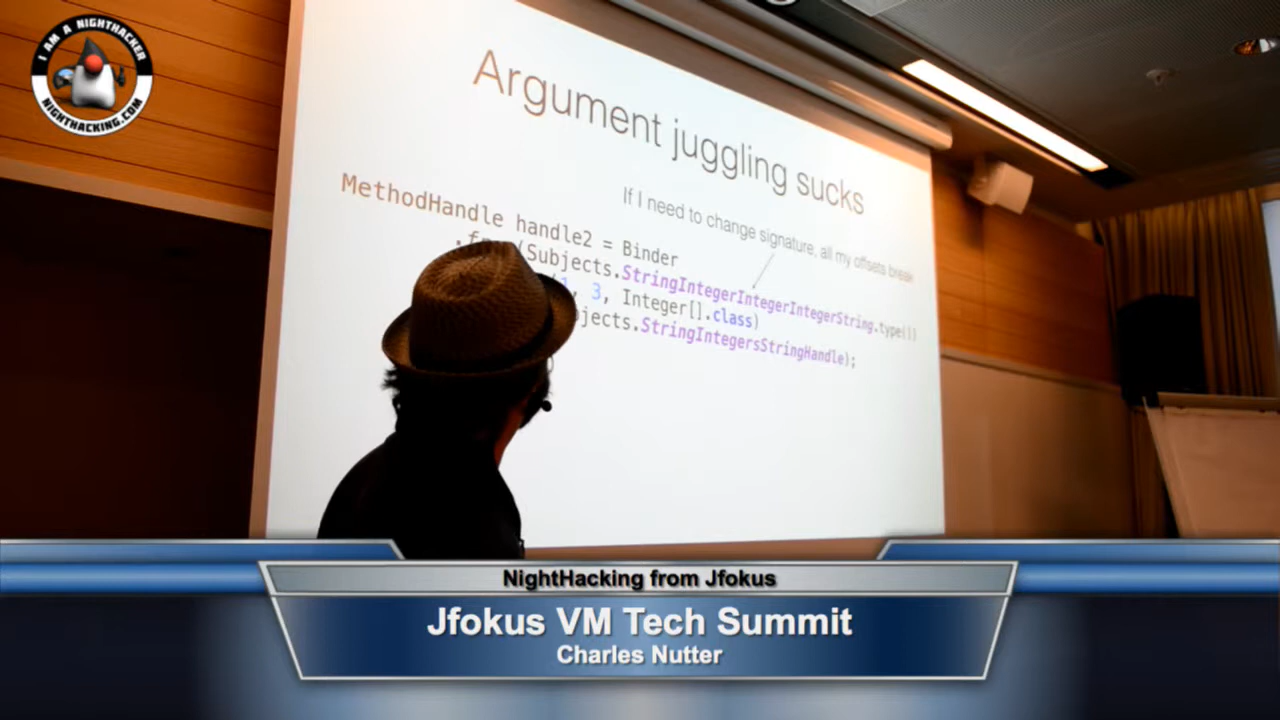 I AM A NIGHTHACKER
NIGHTHACKING.COM
Argument juggling sucks
If I need to change signature, all my offsets break
MethodHandle handle2 = Binder
(Subjects.StringIntegerIntegerIntegerString.type())
, 3, Integer[].class)
StringIntegersStringHandle);
NightHacking from Jfokus
Jfokus VM Tech Summit
Charles Nutter